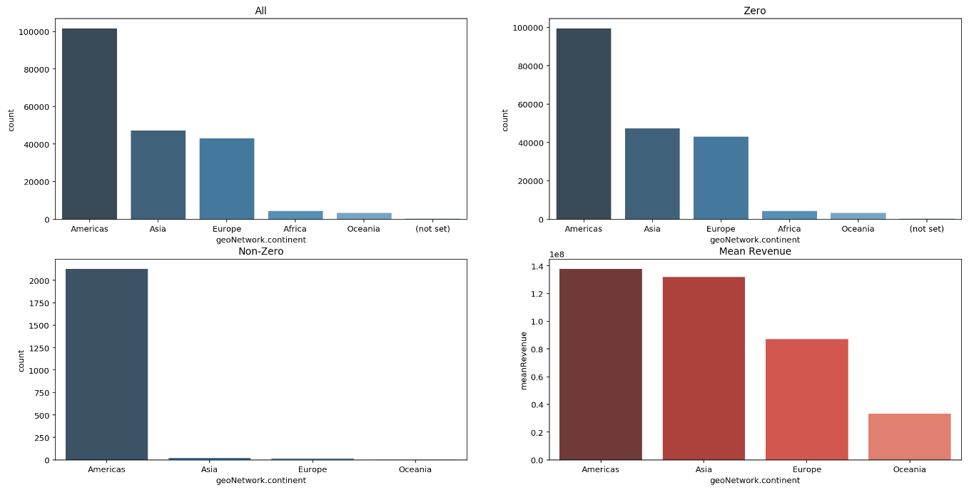 All
100000
80000
60000
40000
20000
0
count
Americas Asia Europe Africa Oceania (not set)
geoNetwork.continent
Zero
100000
80000
60000
40000
20000
0
count
Americas Asia Europe Africa Oceania (not set)
geoNetwork.continent
Non-Zero
2000
1750
1500
1250
1000
750
500
250
0
count
Americas Asia Europe Oceania
geoNetwork.continent
Mean Revenue
1e8
1.4
1.2
1.0
0.8
0.6
0.4
0.2
0.0
meanRevenue
Americas Asia Europe Oceania
geoNetwork.continent